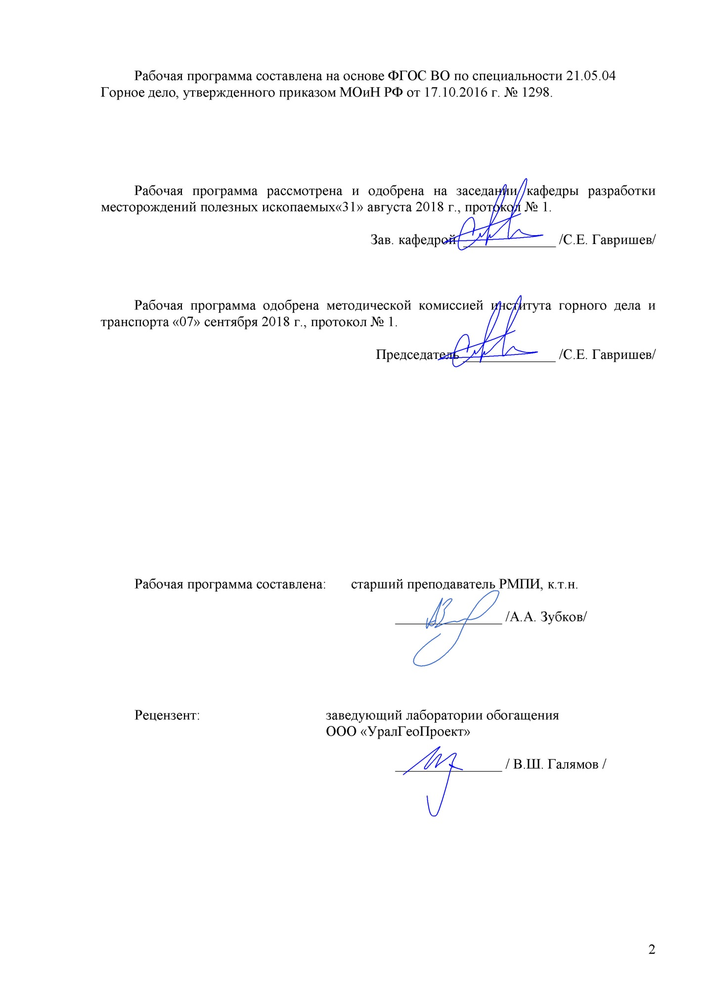 Рабочая программа составлена на основе ФГОС ВО по специальности 21.05.04
Горное дело, утвержденного приказом МОиН РФ от 17.10.2016 г. № 1298.
Рабочая программа рассмотрена и одобрена на заседании кафедры разработки
месторождений полезных ископаемых«31» августа 2018 г., протокол № 1.
Зав. кафедрой ______________ /С.Е. Гавришев/
Рабочая программа одобрена методической комиссией института горного дела и
транспорта «07» сентября 2018 г., протокол № 1.
Председатель ______________ /С.Е. Гавришев/
Рабочая программа составлена: старший преподаватель РМПИ, к.т.н.
________________ /А.А. Зубков/
Рецензент: заведующий лаборатории обогащения
ООО «УралГеоПроект»
________________ / В.Ш. Галямов /
2